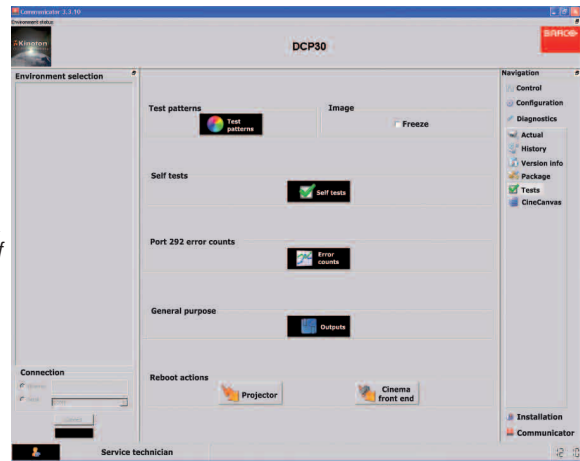 Communicator 3.3.10
Environment status
Kinoton
DCP30
BARCO
Environment selection
Navigation
Control
Configuration
Diagnostics
Actual
History
Version info
Package
Tests
CineCanvas
Test patterns
Test
patterns
Image
Freeze
Self tests
Self tests
Port 292 error counts
Error
counts
General purpose
Outputs
Reboot actions
Projector
Cinema
front end
Connection
Installation
Communicator
Service technician
f